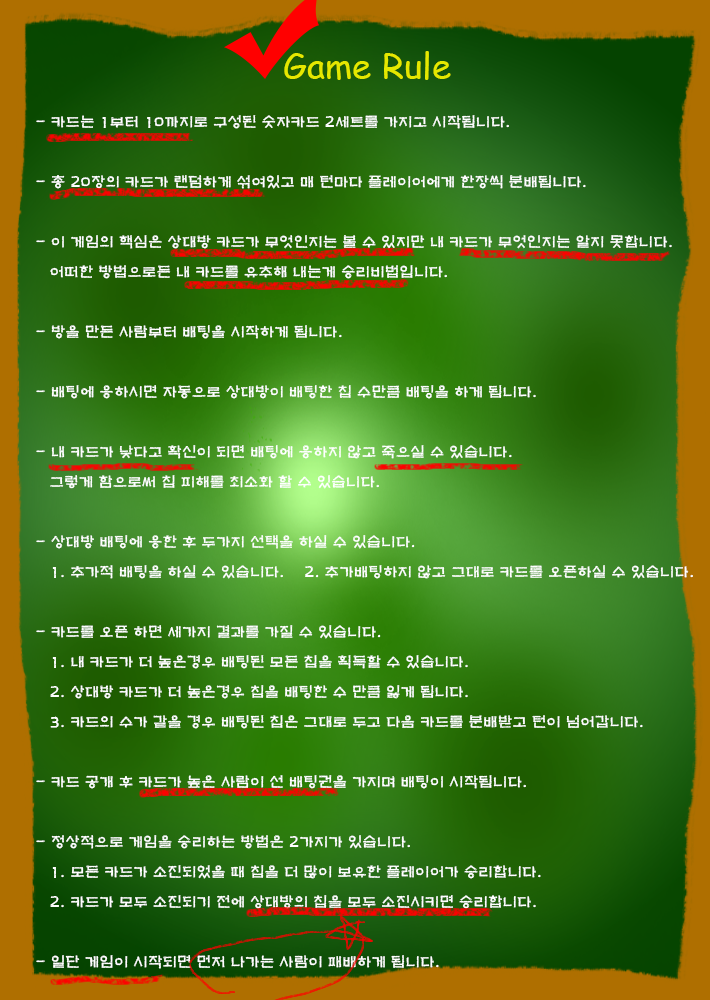 Game Rule
- 카드는 1부터 10까지로 구성된 숫자카드 2세트를 가지고 시작됩니다.
- 총 20장의 카드가 랜덤하게 섞여있고 매 턴마다 플레이어에게 한장씩 분배됩니다.
- 이 게임의 핵심은 상대방 카드가 무엇인지는 볼 수 있지만 내 카드가 무엇인지는 알지 못합니다.
어떠한 방법으로든 내 카드를 유추해 내는게 승리비법입니다.
- 방을 만든 사람부터 배팅을 시작하게 됩니다.
- 배팅에 응하시면 자동으로 상대방이 배팅한 칩 수만큼 배팅을 하게 됩니다.
- 내 카드가 낮다고 확신이 되면 배팅에 응하지 않고 죽으실 수 있습니다.
그렇게 함으로써 칩 피해를 최소화 할 수 있습니다.
- 상대방 배팅에 응한 후 두가지 선택을 하실 수 있습니다.
1. 추가적 배팅을 하실 수 있습니다. 2. 추가배팅하지 않고 그대로 카드를 오픈하실 수 있습니다.
- 카드를 오픈 하면 세가지 결과를 가질 수 있습니다.
1. 내 카드가 더 높은경우 배팅된 모든 칩을 획득할 수 있습니다.
2. 상대방 카드가 더 높은경우 칩을 배팅한 수 만큼 잃게 됩니다.
3. 카드의 수가 같을 경우 배팅된 칩은 그대로 두고 다음 카드를 분배받고 턴이 넘어갑니다.
- 카드 공개 후 카드가 높은 사람이 선 배팅권을 가지며 배팅이 시작됩니다.
- 정상적으로 게임을 승리하는 방법은 2가지가 있습니다.
1. 모든 카드가 소진되었을 때 칩을 더 많이 보유한 플레이어가 승리합니다.
2. 카드가 모두 소진되기 전에 상대방의 칩을 모두 소진시키면 승리합니다.
- 일단 게임이 시작되면 먼저 나가는 사람이 패배하게 됩니다.